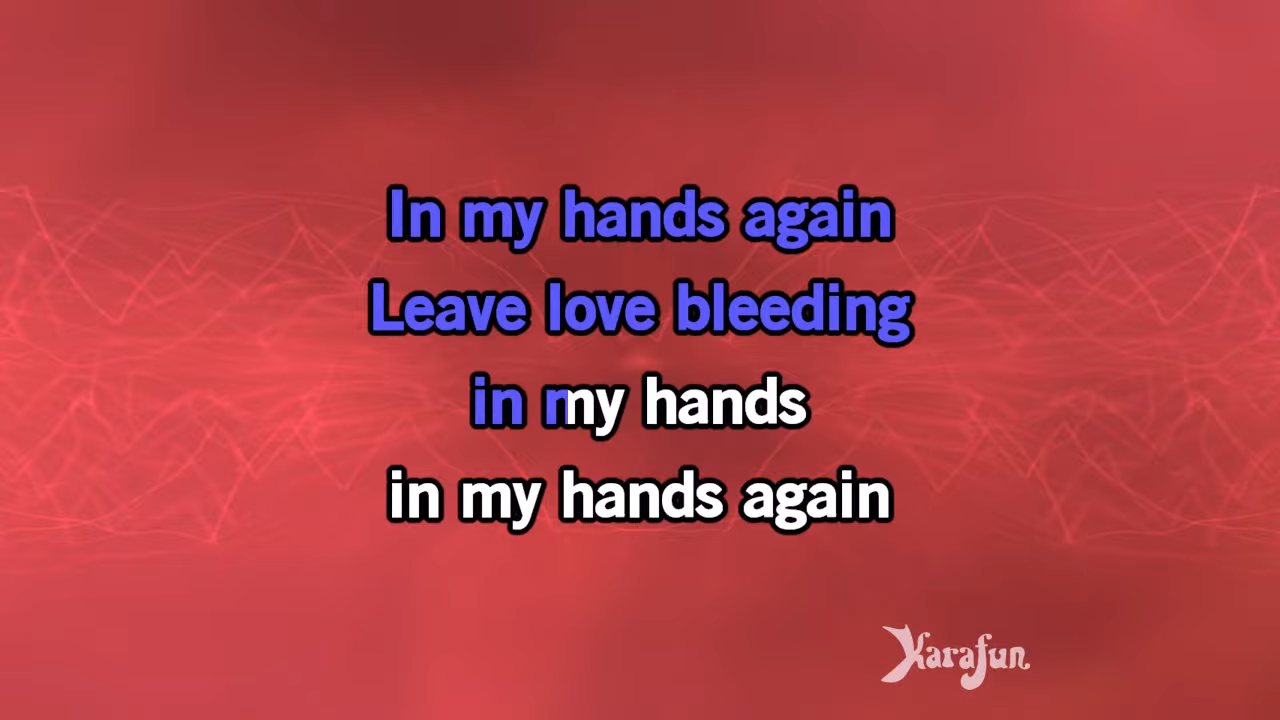 In my hands again
Leave love bleeding
in my hands
in my hands again
Karafun